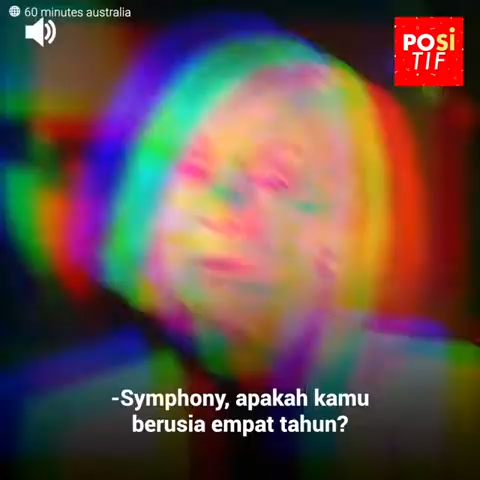 60 minutes australia
POSi
TIF
-Symphony, apakah kamu
berusia empat tahun?